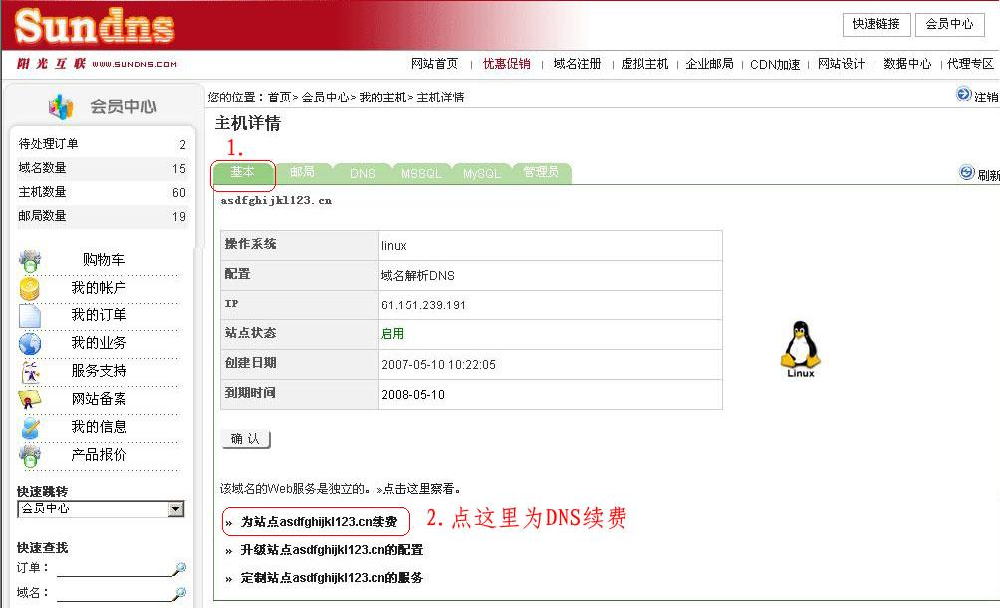 Sundns
快速链接 会员中心
阳光互联 www.sundns.com
网站首页 | 优惠促销 | 域名注册 | 虚拟主机 | 企业邮局 | CDN加速 | 网站设计 | 数据中心 | 代理专区
会员中心
您的位置：首页> 会员中心> 我的主机> 主机详情
注销
主机详情
待处理订单 2
域名数量 15
主机数量 60
邮局数量 19
1.
基本 邮局 DNS MSSQL MySQL 管理员
刷新
asdfghijkl123.cn
操作系统 linux
配置 域名解析DNS
IP 61.151.239.191
站点状态 启用
创建日期 2007-05-10 10:22:05
到期时间 2008-05-10
Linux
确 认
购物车
我的帐户
我的订单
我的业务
服务支持
网站备案
我的信息
产品报价
快速跳转
会员中心
快速查找
订单：
域名：
该域名的Web服务是独立的。»点击这里察看。
» 为站点asdfghijkl123.cn续费
2.点这里为DNS续费
» 升级站点asdfghijkl123.cn的配置
» 定制站点asdfghijkl123.cn的服务